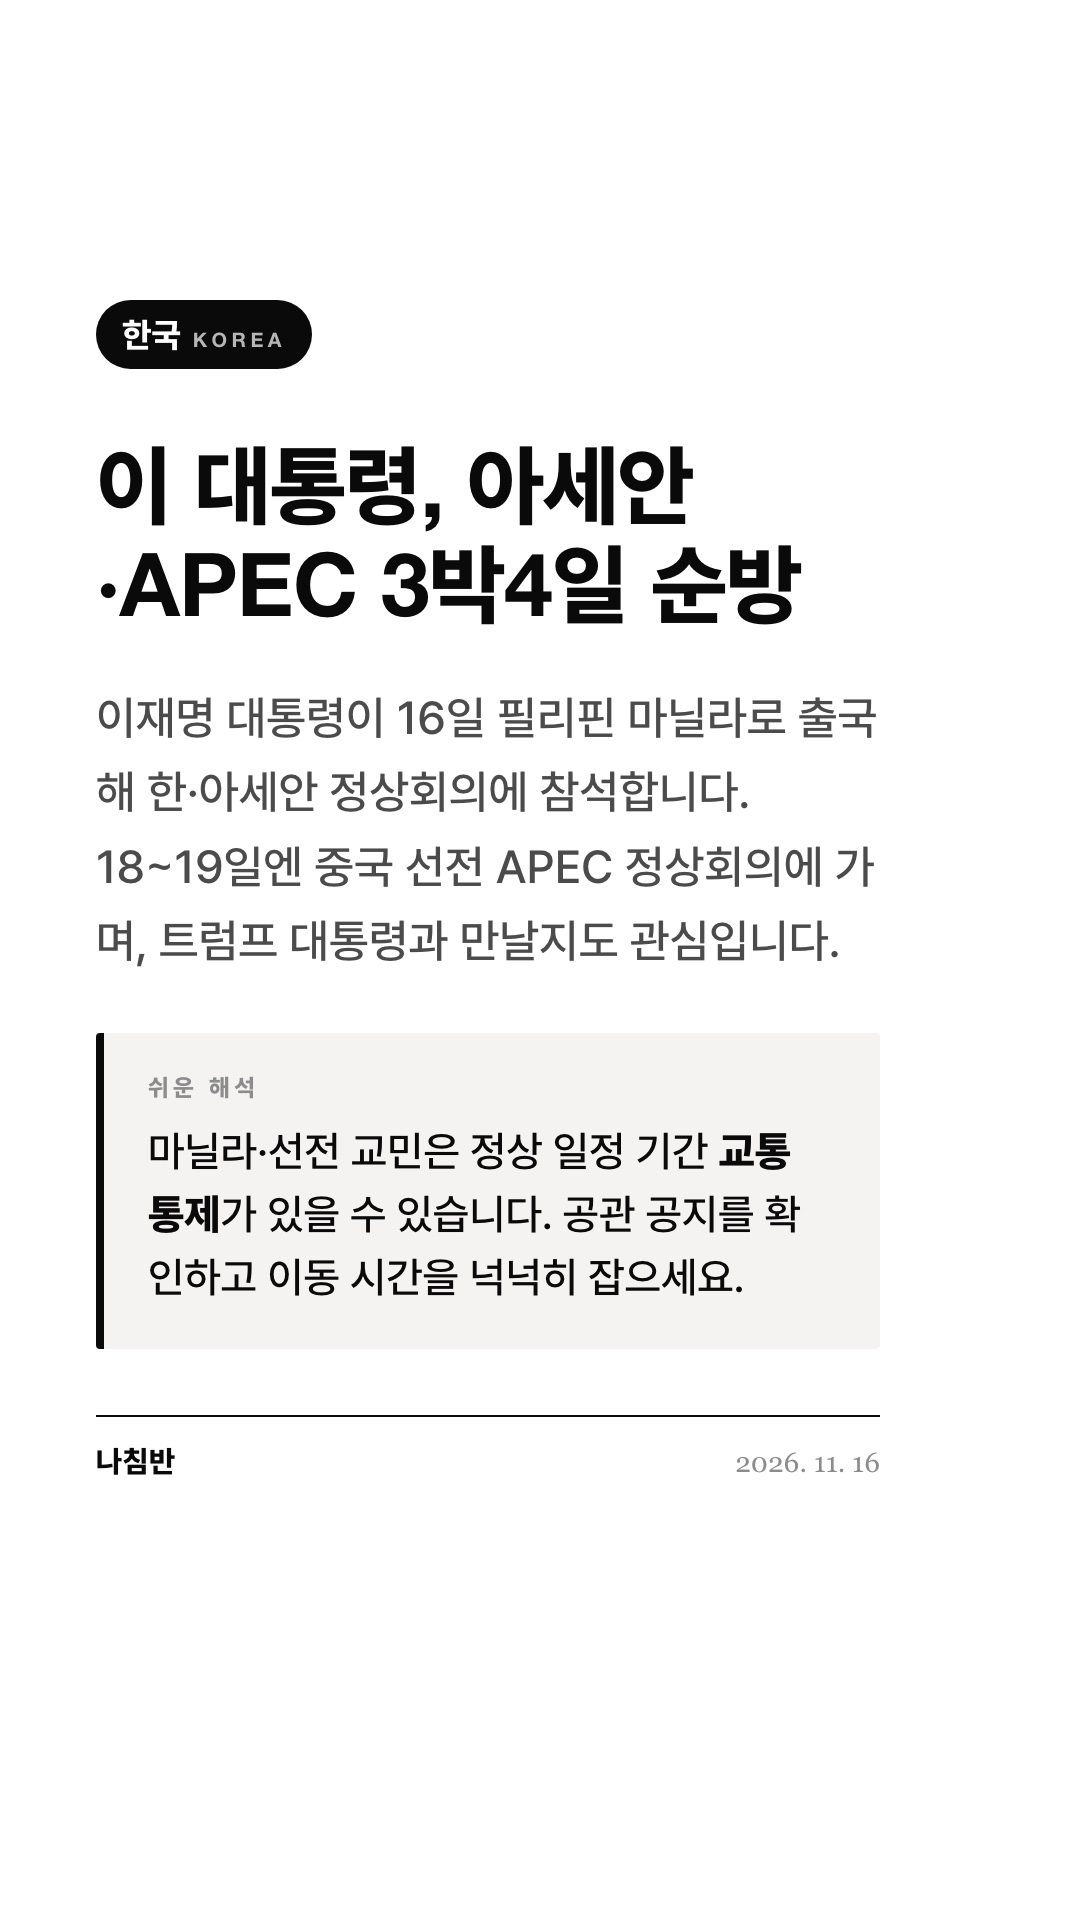 한국 KOREA
이 대통령, 아세안
·APEC 3박4일 순방
이재명 대통령이 16일 필리핀 마닐라로 출국
해 한·아세안 정상회의에 참석합니다.
18~19일엔 중국 선전 APEC 정상회의에 가
며, 트럼프 대통령과 만날지도 관심입니다.
쉬운 해석
마닐라·선전 교민은 정상 일정 기간 교통
통제가 있을 수 있습니다. 공관 공지를 확
인하고 이동 시간을 넉넉히 잡으세요.
나침반
2026. 11. 16